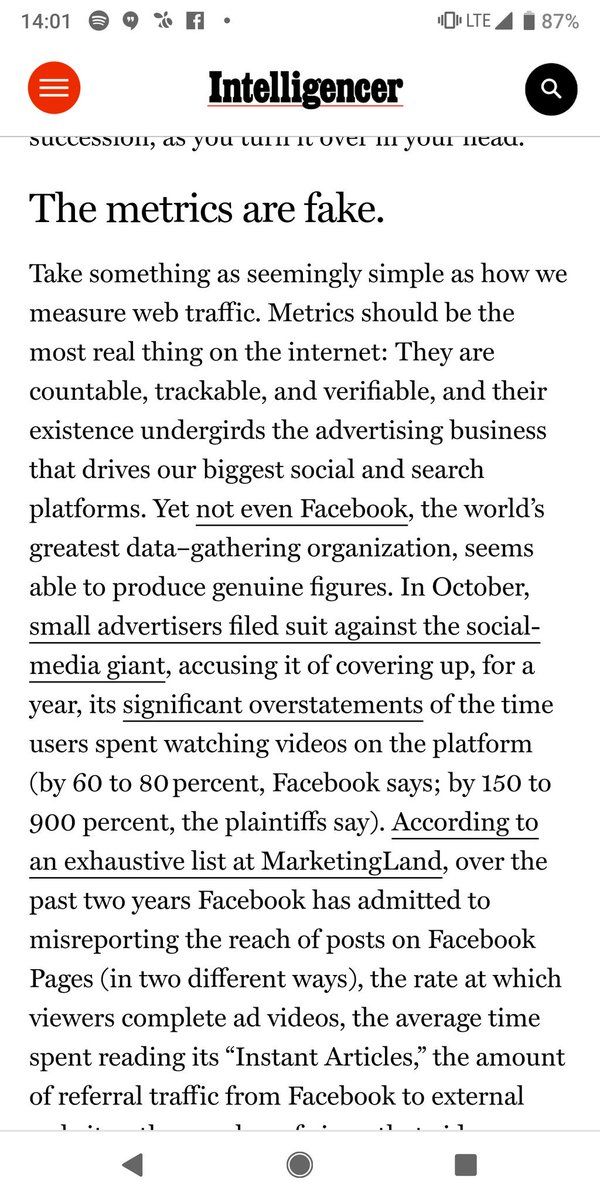 14:01 LTE 87%
Intelligencer
succession, as you turn it over in your head.
The metrics are fake.
Take something as seemingly simple as how we
measure web traffic. Metrics should be the
most real thing on the internet: They are
countable, trackable, and verifiable, and their
existence undergirds the advertising business
that drives our biggest social and search
platforms. Yet not even Facebook, the world’s
greatest data–gathering organization, seems
able to produce genuine figures. In October,
small advertisers filed suit against the social-
media giant, accusing it of covering up, for a
year, its significant overstatements of the time
users spent watching videos on the platform
(by 60 to 80 percent, Facebook says; by 150 to
900 percent, the plaintiffs say). According to
an exhaustive list at MarketingLand, over the
past two years Facebook has admitted to
misreporting the reach of posts on Facebook
Pages (in two different ways), the rate at which
viewers complete ad videos, the average time
spent reading its “Instant Articles,” the amount
of referral traffic from Facebook to external